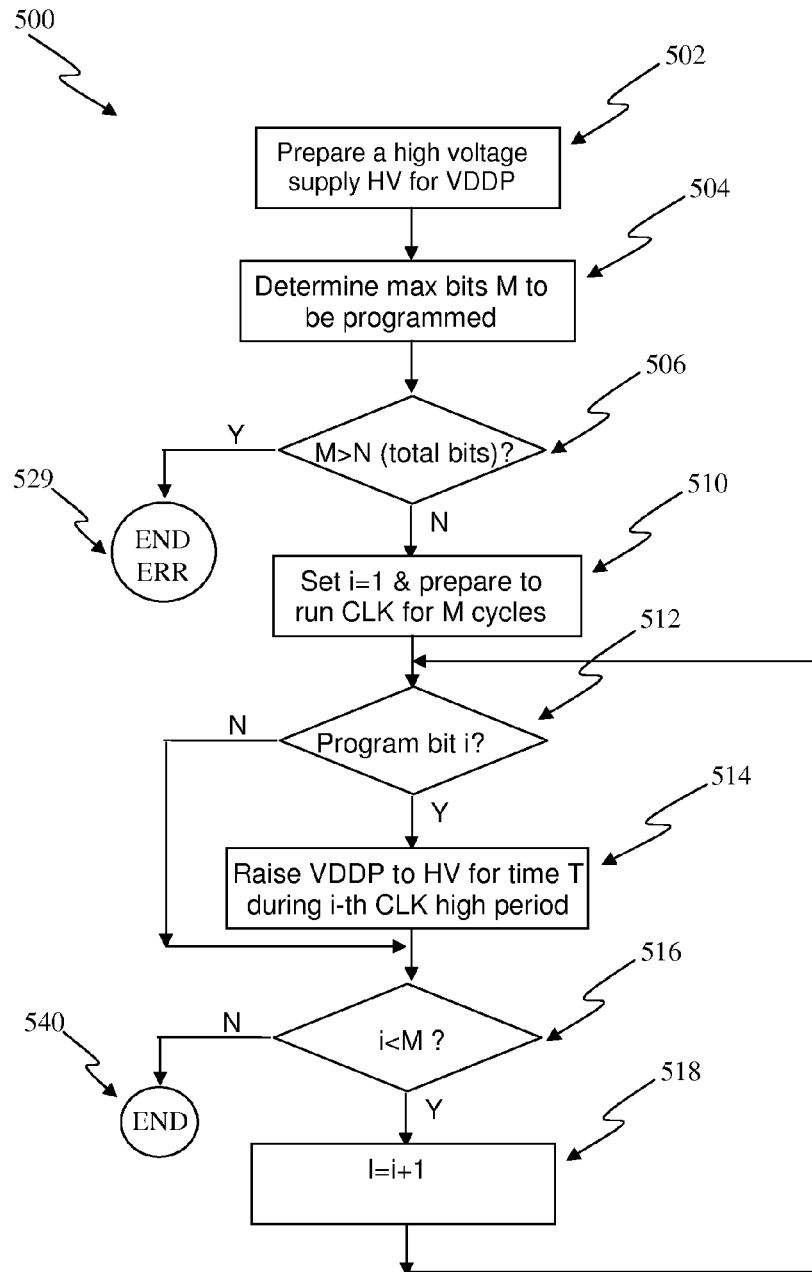 500
502
Prepare a high voltage
supply HV for VDDP
504
Determine max bits M to
be programmed
506
Y
M>N (total bits)?
529
N
END
ERR
510
Set i=1 & prepare to
run CLK for M cycles
512
N
Program bit i?
514
Y
Raise VDDP to HV for time T
during i-th CLK high period
516
540
N
i<M ?
518
END
Y
I=i+1